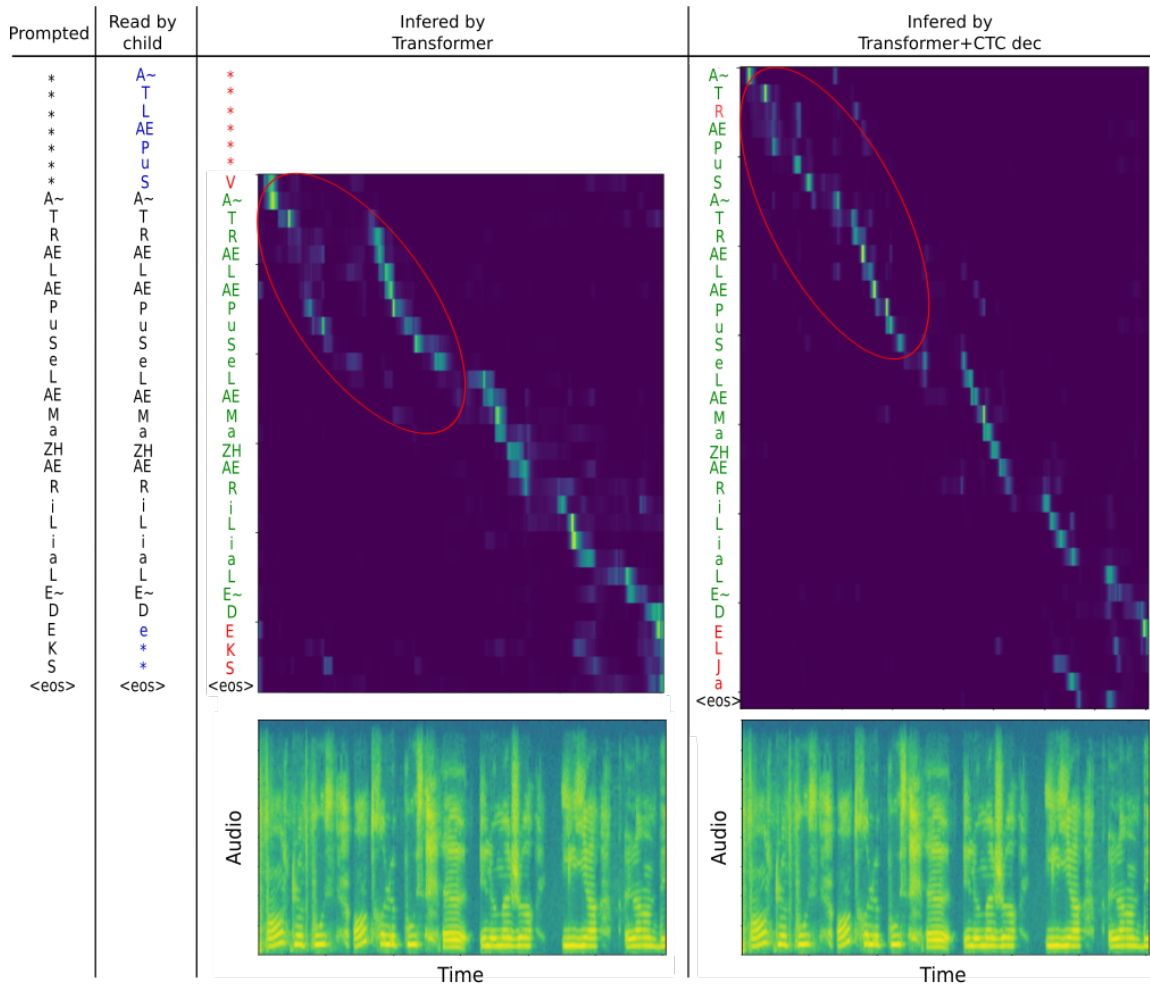 Prompted Read by child Infered by Transformer Infered by Transformer+CTC dec
* A~ * A~
* T * T
* L * R
* AE * AE
* P * P
* u * u
* S V S
A~ A~ A~ A~
T T T T
R R R R
AE AE AE AE
L L L L
AE AE AE AE
P P P P
u u u u
S S S S
e e e e
L L L L
AE AE AE AE
M M M M
a a a a
ZH ZH ZH ZH
AE AE AE AE
R R R R
i i i i
L L L L
i i i i
a a a a
L L L L
E~ E~ E~ E~
D D D D
E e E E
K * K L
S * S J
<eos> <eos> <eos> a
<eos>
Audio Audio
Time Time